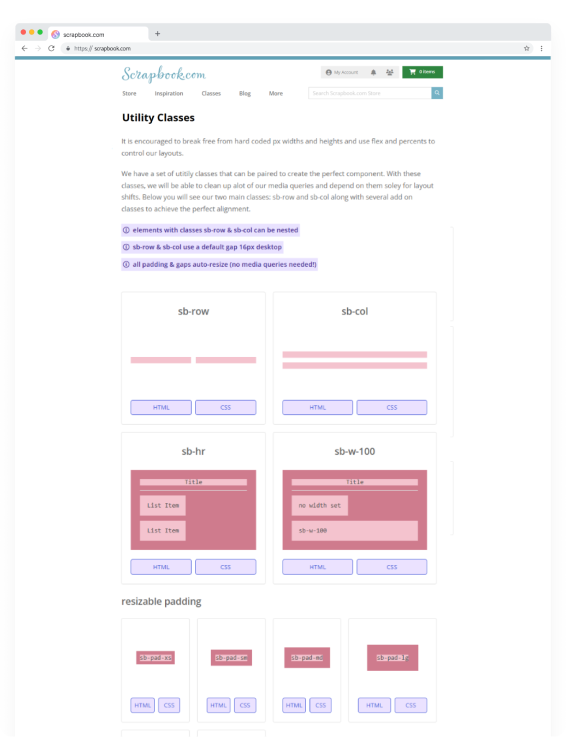 scrapbook.com
https:// scrapbook.com
Scrapbook.com
My Account
0 Items
Store Inspiration Classes Blog More
Search Scrapbook.com Store
Utility Classes
It is encouraged to break free from hard coded px widths and heights and use flex and percents to
control our layouts.
We have a set of utitily classes that can be paired to create the perfect component. With these
classes, we will be able to clean up alot of our media queries and depend on them soley for layout
shifts. Below you will see our two main classes: sb-row and sb-col along with several add on
classes to achieve the perfect alignment.
elements with classes sb-row & sb-col can be nested
sb-row & sb-col use a default gap 16px desktop
all padding & gaps auto-resize (no media queries needed!)
sb-row sb-col
HTML CSS HTML CSS
sb-hr sb-w-100
Title Title
List Item no width set
List Item sb-w-100
HTML CSS HTML CSS
resizable padding
sb-pad-xs sb-pad-sm sb-pad-md sb-pad-lr
HTML CSS HTML CSS HTML CSS HTML CSS